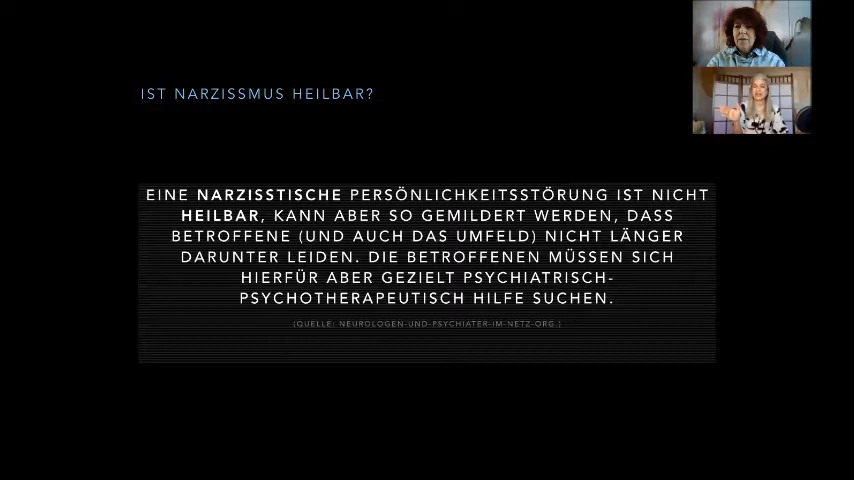 IST NARZISSMUS HEILBAR?
EINE NARZISSTISCHE PERSÖNLICHKEITSSTÖRUNG IST NICHT
HEILBAR, KANN ABER SO GEMILDERT WERDEN, DASS
BETROFFENE (UND AUCH DAS UMFELD) NICHT LÄNGER
DARUNTER LEIDEN. DIE BETROFFENEN MÜSSEN SICH
HIERFÜR ABER GEZIELT PSYCHIATRISCH-
PSYCHOTHERAPEUTISCH HILFE SUCHEN.
(QUELLE: NEUROLOGEN-UND-PSYCHIATER-IM-NETZ-ORG.)